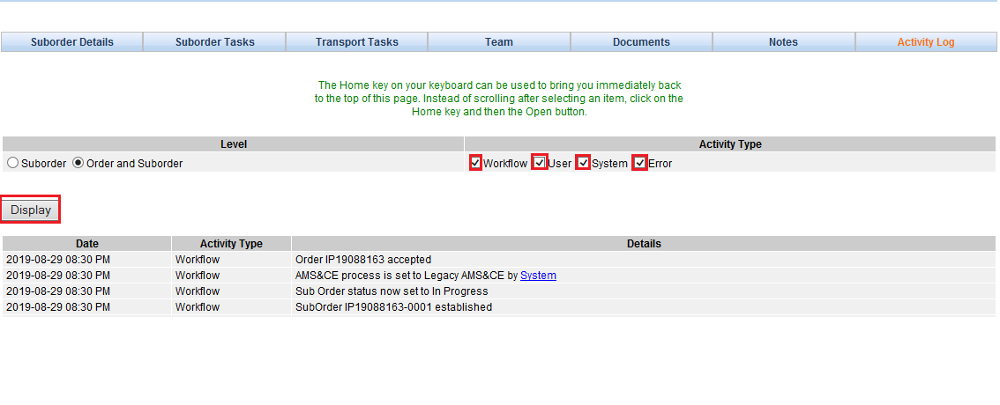 Suborder Details Suborder Tasks Transport Tasks Team Documents Notes Activity Log
The Home key on your keyboard can be used to bring you immediately back
to the top of this page. Instead of scrolling after selecting an item, click on the
Home key and then the Open button.
Level Activity Type
Suborder Order and Suborder Workflow User System Error
Display
Date Activity Type Details
2019-08-29 08:30 PM Workflow Order IP19088163 accepted
2019-08-29 08:30 PM Workflow AMS&CE process is set to Legacy AMS&CE by System
2019-08-29 08:30 PM Workflow Sub Order status now set to In Progress
2019-08-29 08:30 PM Workflow SubOrder IP19088163-0001 established